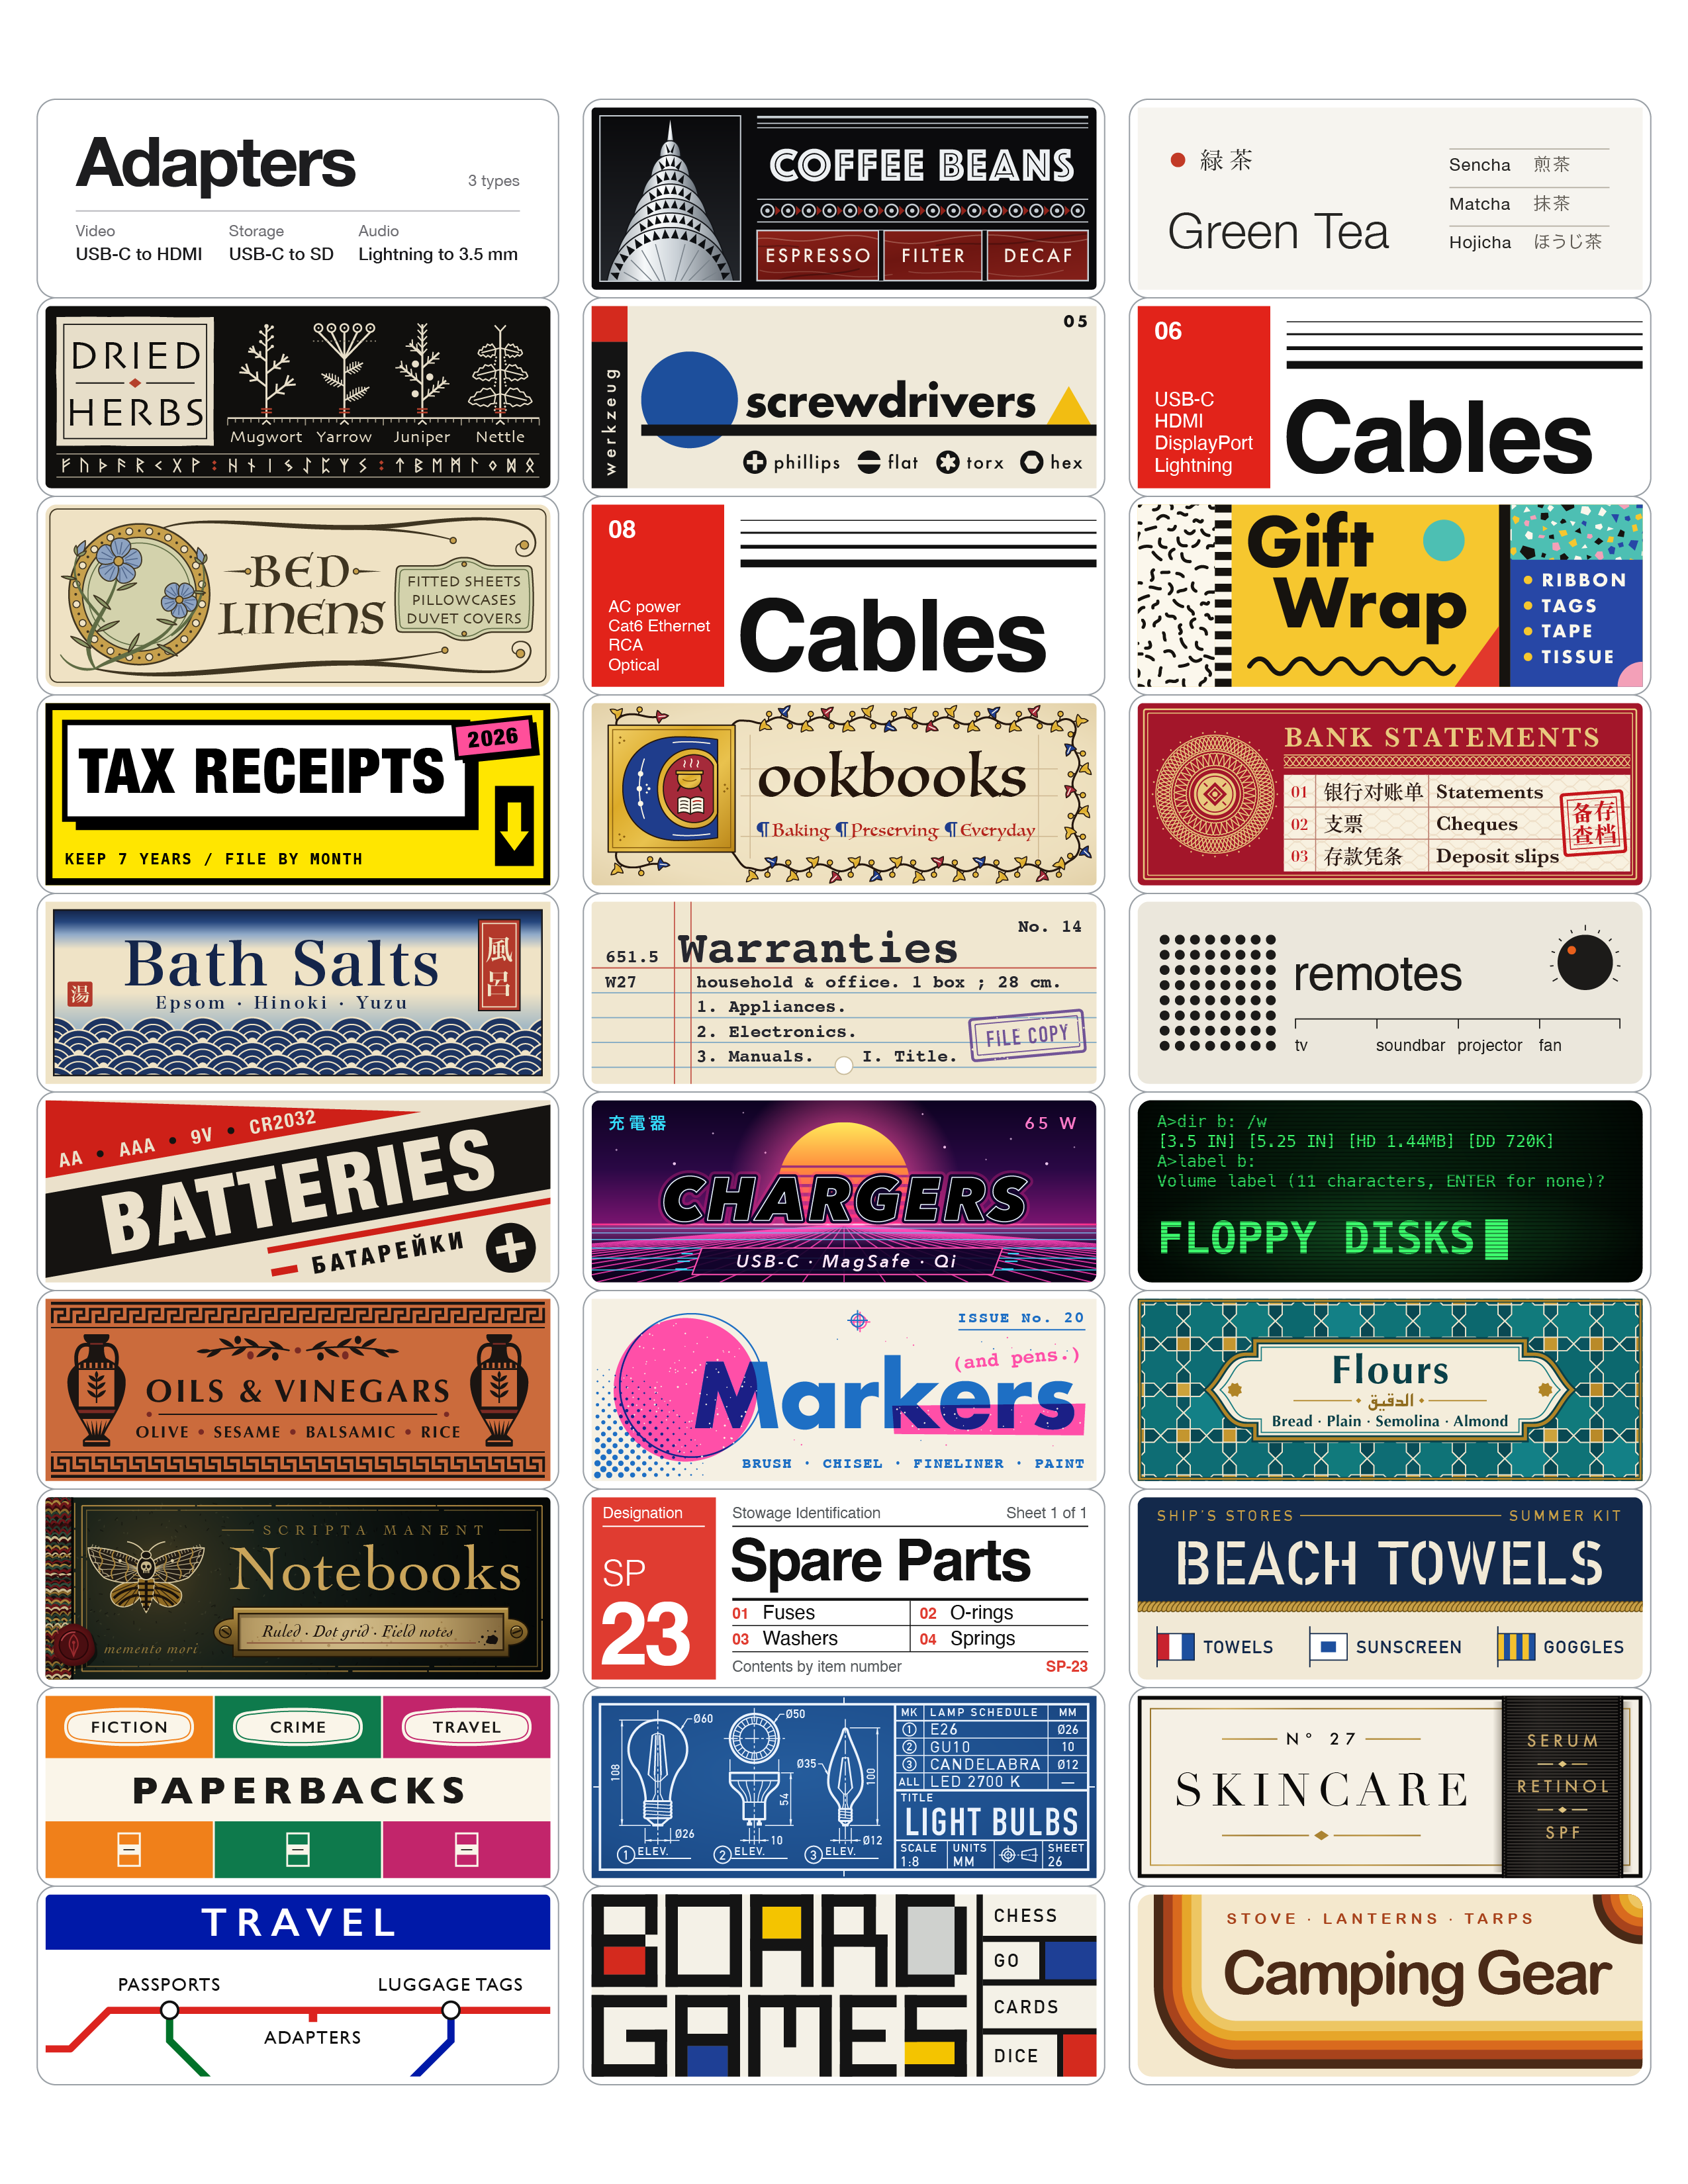 Adapters
3 types
Video Storage Audio
USB-C to HDMI USB-C to SD Lightning to 3.5 mm
COFFEE BEANS
ESPRESSO FILTER DECAF
緑茶
Green Tea
Sencha 煎茶
Matcha 抹茶
Hojicha ほうじ茶
DRIED
HERBS
Mugwort Yarrow Juniper Nettle
ᚠᚢᚦᚨᚱᚲᚷᚹ:ᚺᚾᛁᛃᛇᛈᛉᛊ:ᛏᛒᛖᛗᛚᛜᛞᛟ
werkzeug
05
screwdrivers
phillips flat torx hex
06
USB-C
HDMI
DisplayPort
Lightning
Cables
BED
LINENS
FITTED SHEETS
PILLOWCASES
DUVET COVERS
08
AC power
Cat6 Ethernet
RCA
Optical
Cables
Gift
Wrap
RIBBON
TAGS
TAPE
TISSUE
TAX RECEIPTS
2026
KEEP 7 YEARS / FILE BY MONTH
Cookbooks
¶Baking ¶Preserving ¶Everyday
BANK STATEMENTS
01 银行对账单 Statements
02 支票 Cheques
03 存款凭条 Deposit slips
备存
查档
Bath Salts
Epsom · Hinoki · Yuzu
湯
風呂
No. 14
651.5 Warranties
W27 household & office. 1 box ; 28 cm.
1. Appliances.
2. Electronics.
3. Manuals. I. Title.
FILE COPY
remotes
tv soundbar projector fan
AA • AAA • 9V • CR2032
BATTERIES
БАТАРЕЙКИ
充電器
65 W
CHARGERS
USB-C · MagSafe · Qi
A>dir b: /w
[3.5 IN] [5.25 IN] [HD 1.44MB] [DD 720K]
A>label b:
Volume label (11 characters, ENTER for none)?
FLOPPY DISKS
OILS & VINEGARS
OLIVE • SESAME • BALSAMIC • RICE
ISSUE No. 20
(and pens.)
Markers
BRUSH · CHISEL · FINELINER · PAINT
Flours
الدقيق
Bread · Plain · Semolina · Almond
SCRIPTA MANENT
Notebooks
Ruled · Dot grid · Field notes
memento mori
Designation
SP
23
Stowage Identification Sheet 1 of 1
Spare Parts
01 Fuses 02 O-rings
03 Washers 04 Springs
Contents by item number SP-23
SHIP'S STORES SUMMER KIT
BEACH TOWELS
TOWELS SUNSCREEN GOGGLES
FICTION CRIME TRAVEL
PAPERBACKS
Ø60
108
Ø26
① ELEV.
Ø50
54
10
② ELEV.
Ø35
100
Ø12
③ ELEV.
MK LAMP SCHEDULE MM
① E26 Ø26
② GU10 10
③ CANDELABRA Ø12
ALL LED 2700 K —
TITLE
LIGHT BULBS
SCALE UNITS SHEET
1:8 MM 26
N° 27
SKINCARE
SERUM
RETINOL
SPF
TRAVEL
PASSPORTS LUGGAGE TAGS
ADAPTERS
BOARD
GAMES
CHESS
GO
CARDS
DICE
STOVE · LANTERNS · TARPS
Camping Gear